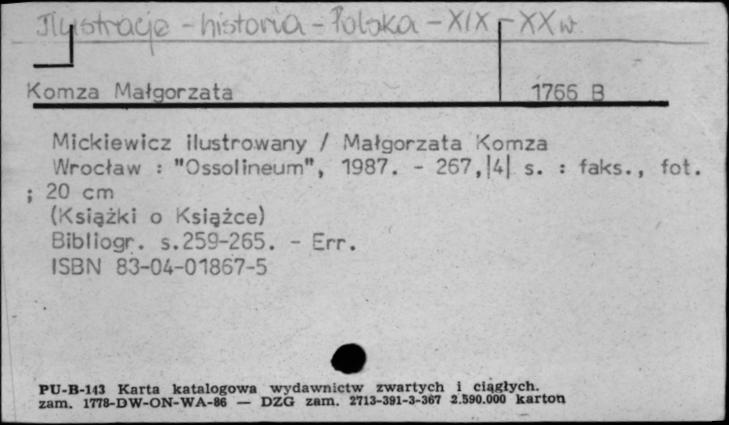 Ilustracje - historia - Polska - XIX - XX w.
Komza Małgorzata 1766 B
Mickiewicz ilustrowany / Małgorzata Komza
Wrocław : "Ossolineum", 1987. - 267,|4| s. : faks., fot.
; 20 cm
(Książki o Książce)
Bibliogr. s.259-265. - Err.
ISBN 83-04-01867-5
PU-B-143 Karta katalogowa wydawnictw zwartych i ciągłych.
zam. 1778-DW-ON-WA-86 — DZG zam. 2713-391-3-367 2.590.000 karton